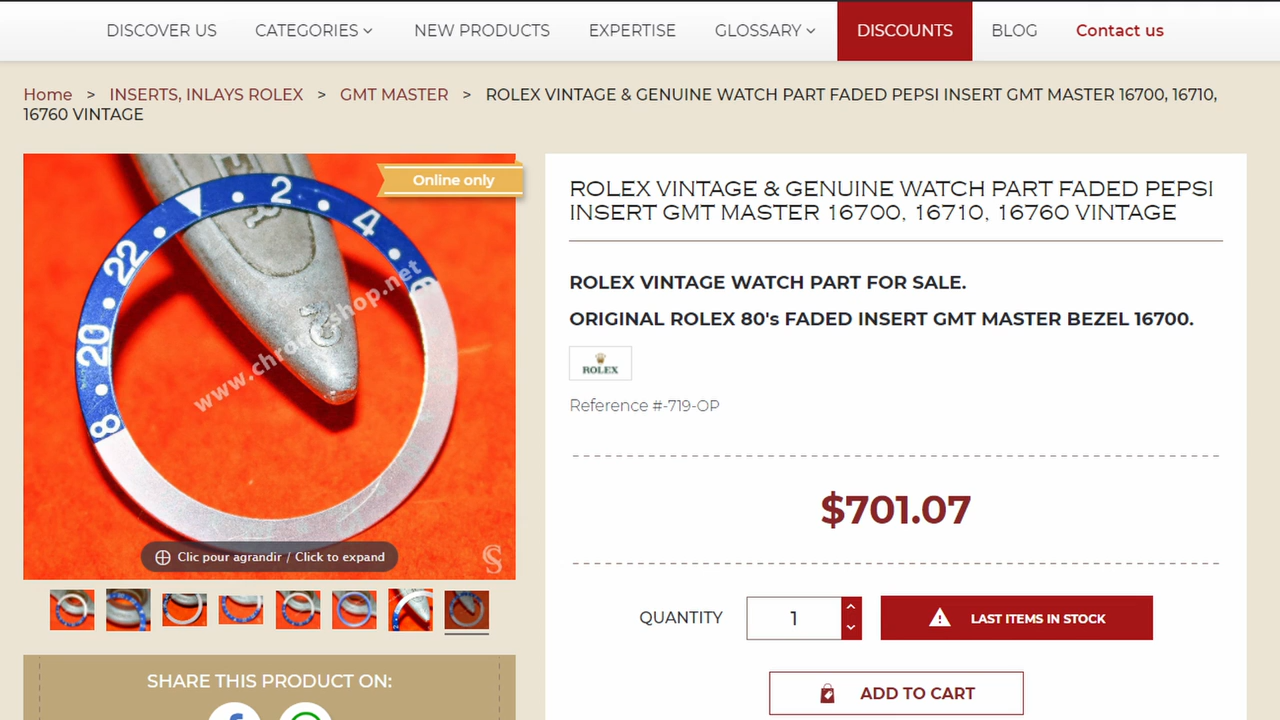 DISCOVER US CATEGORIES NEW PRODUCTS EXPERTISE GLOSSARY DISCOUNTS BLOG Contact us
Home > INSERTS, INLAYS ROLEX > GMT MASTER > ROLEX VINTAGE & GENUINE WATCH PART FADED PEPSI INSERT GMT MASTER 16700, 16710,
16760 VINTAGE
Online only
2
4
22
20
8
Clic pour agrandir / Click to expand
SHARE THIS PRODUCT ON:
ROLEX VINTAGE & GENUINE WATCH PART FADED PEPSI
INSERT GMT MASTER 16700, 16710, 16760 VINTAGE
ROLEX VINTAGE WATCH PART FOR SALE.
ORIGINAL ROLEX 80's FADED INSERT GMT MASTER BEZEL 16700.
ROLEX
Reference #-719-OP
$701.07
QUANTITY 1 LAST ITEMS IN STOCK
ADD TO CART